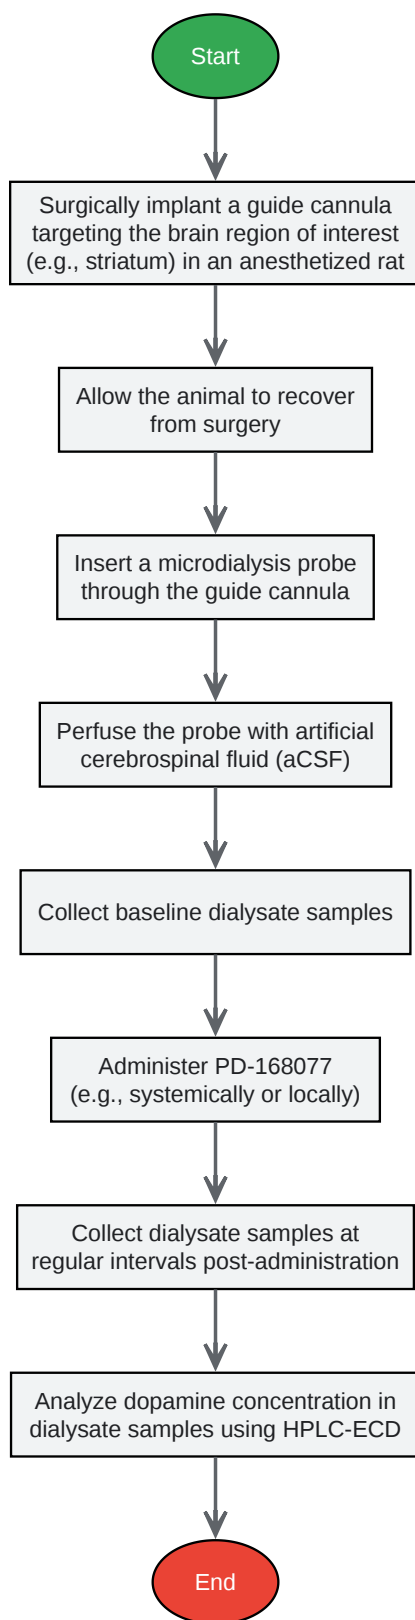 Start
Surgically implant a guide cannula
targeting the brain region of interest
(e.g., striatum) in an anesthetized rat
Allow the animal to recover
from surgery
Insert a microdialysis probe
through the guide cannula
Perfuse the probe with artificial
cerebrospinal fluid (aCSF)
Collect baseline dialysate samples
Administer PD-168077
(e.g., systemically or locally)
Collect dialysate samples at
regular intervals post-administration
Analyze dopamine concentration in
dialysate samples using HPLC-ECD
End